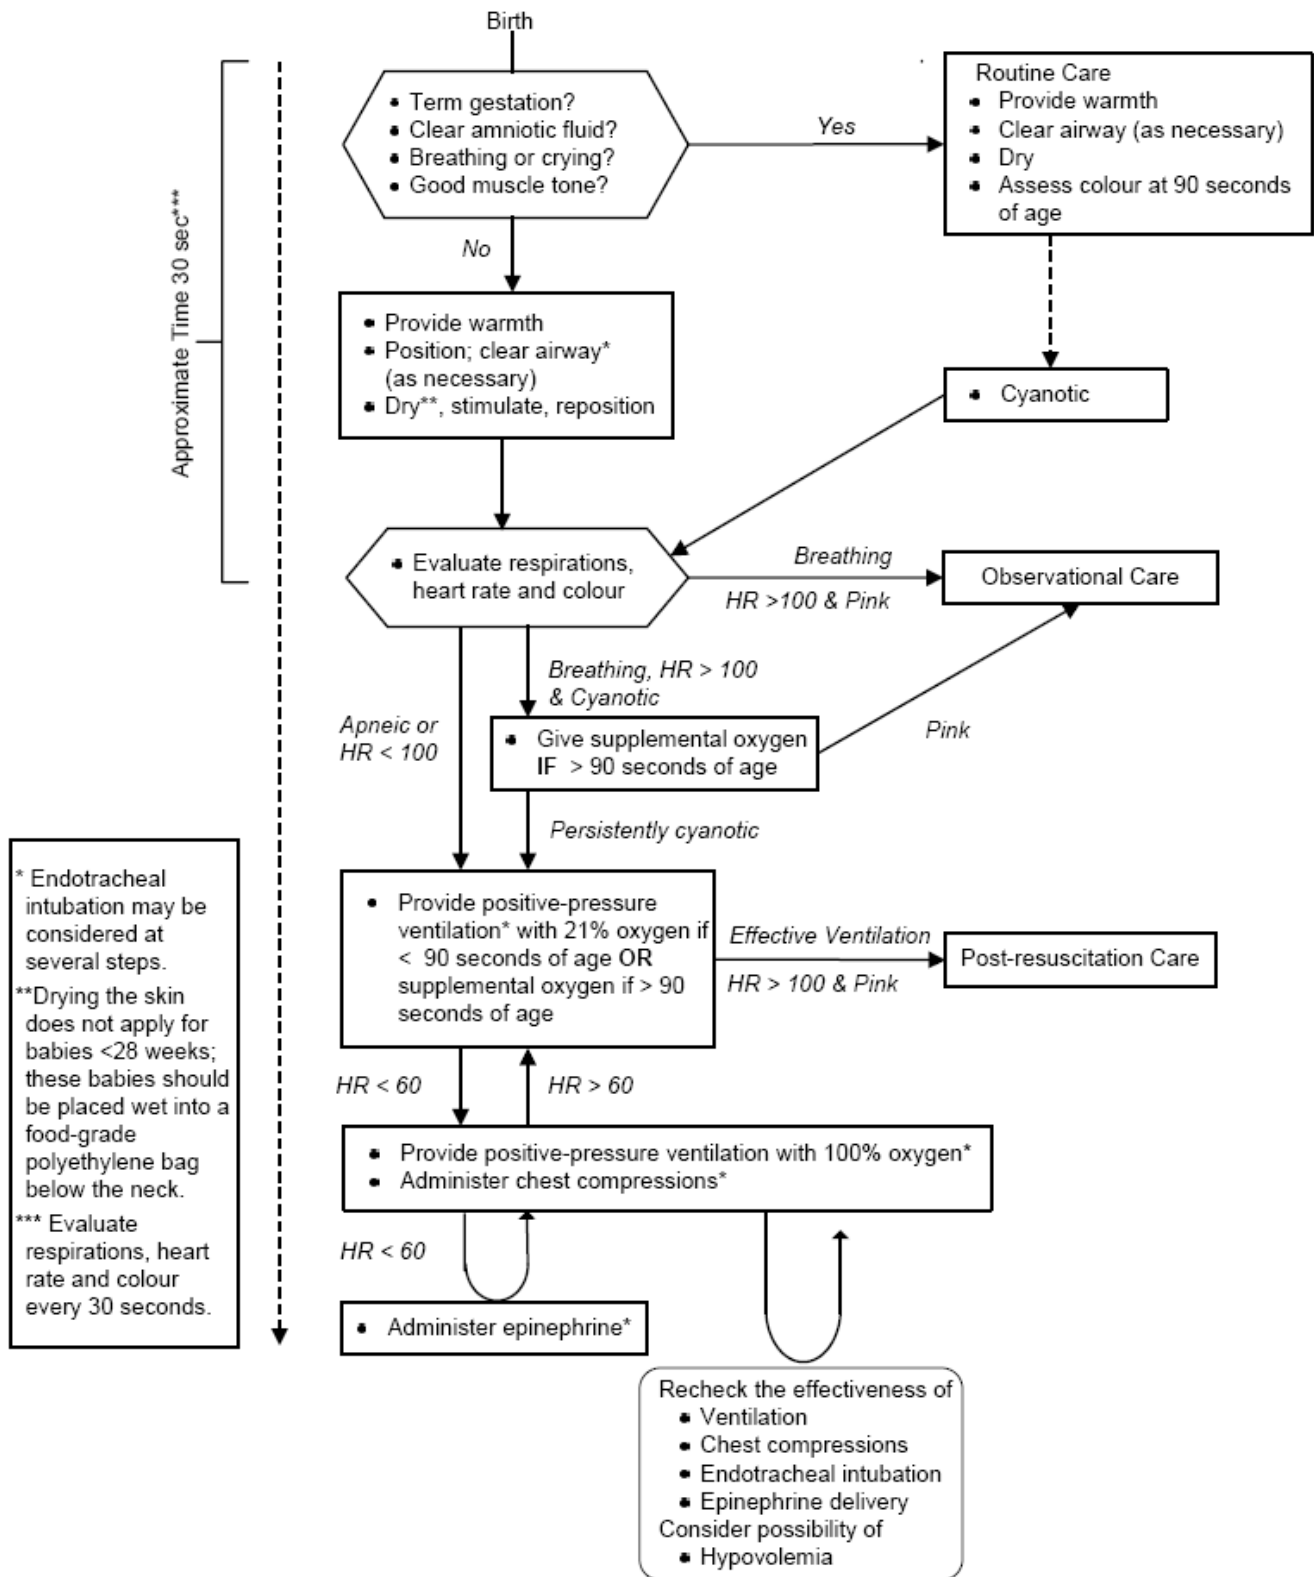 Birth
• Term gestation?
• Clear amniotic fluid?
• Breathing or crying?
• Good muscle tone?
Yes
Routine Care
• Provide warmth
• Clear airway (as necessary)
• Dry
• Assess colour at 90 seconds
of age
No
Approximate Time 30 sec***
• Provide warmth
• Position; clear airway*
(as necessary)
• Dry**, stimulate, reposition
• Cyanotic
• Evaluate respirations,
heart rate and colour
Breathing
HR >100 & Pink
Observational Care
Breathing, HR > 100
& Cyanotic
Apneic or
HR < 100
• Give supplemental oxygen
IF > 90 seconds of age
Pink
Persistently cyanotic
• Provide positive-pressure
ventilation* with 21% oxygen if
< 90 seconds of age OR
supplemental oxygen if > 90
seconds of age
Effective Ventilation
HR > 100 & Pink
Post-resuscitation Care
HR < 60
HR > 60
• Provide positive-pressure ventilation with 100% oxygen*
• Administer chest compressions*
HR < 60
• Administer epinephrine*
Recheck the effectiveness of
• Ventilation
• Chest compressions
• Endotracheal intubation
• Epinephrine delivery
Consider possibility of
• Hypovolemia
* Endotracheal
intubation may be
considered at
several steps.
**Drying the skin
does not apply for
babies <28 weeks;
these babies should
be placed wet into a
food-grade
polyethylene bag
below the neck.
*** Evaluate
respirations, heart
rate and colour
every 30 seconds.